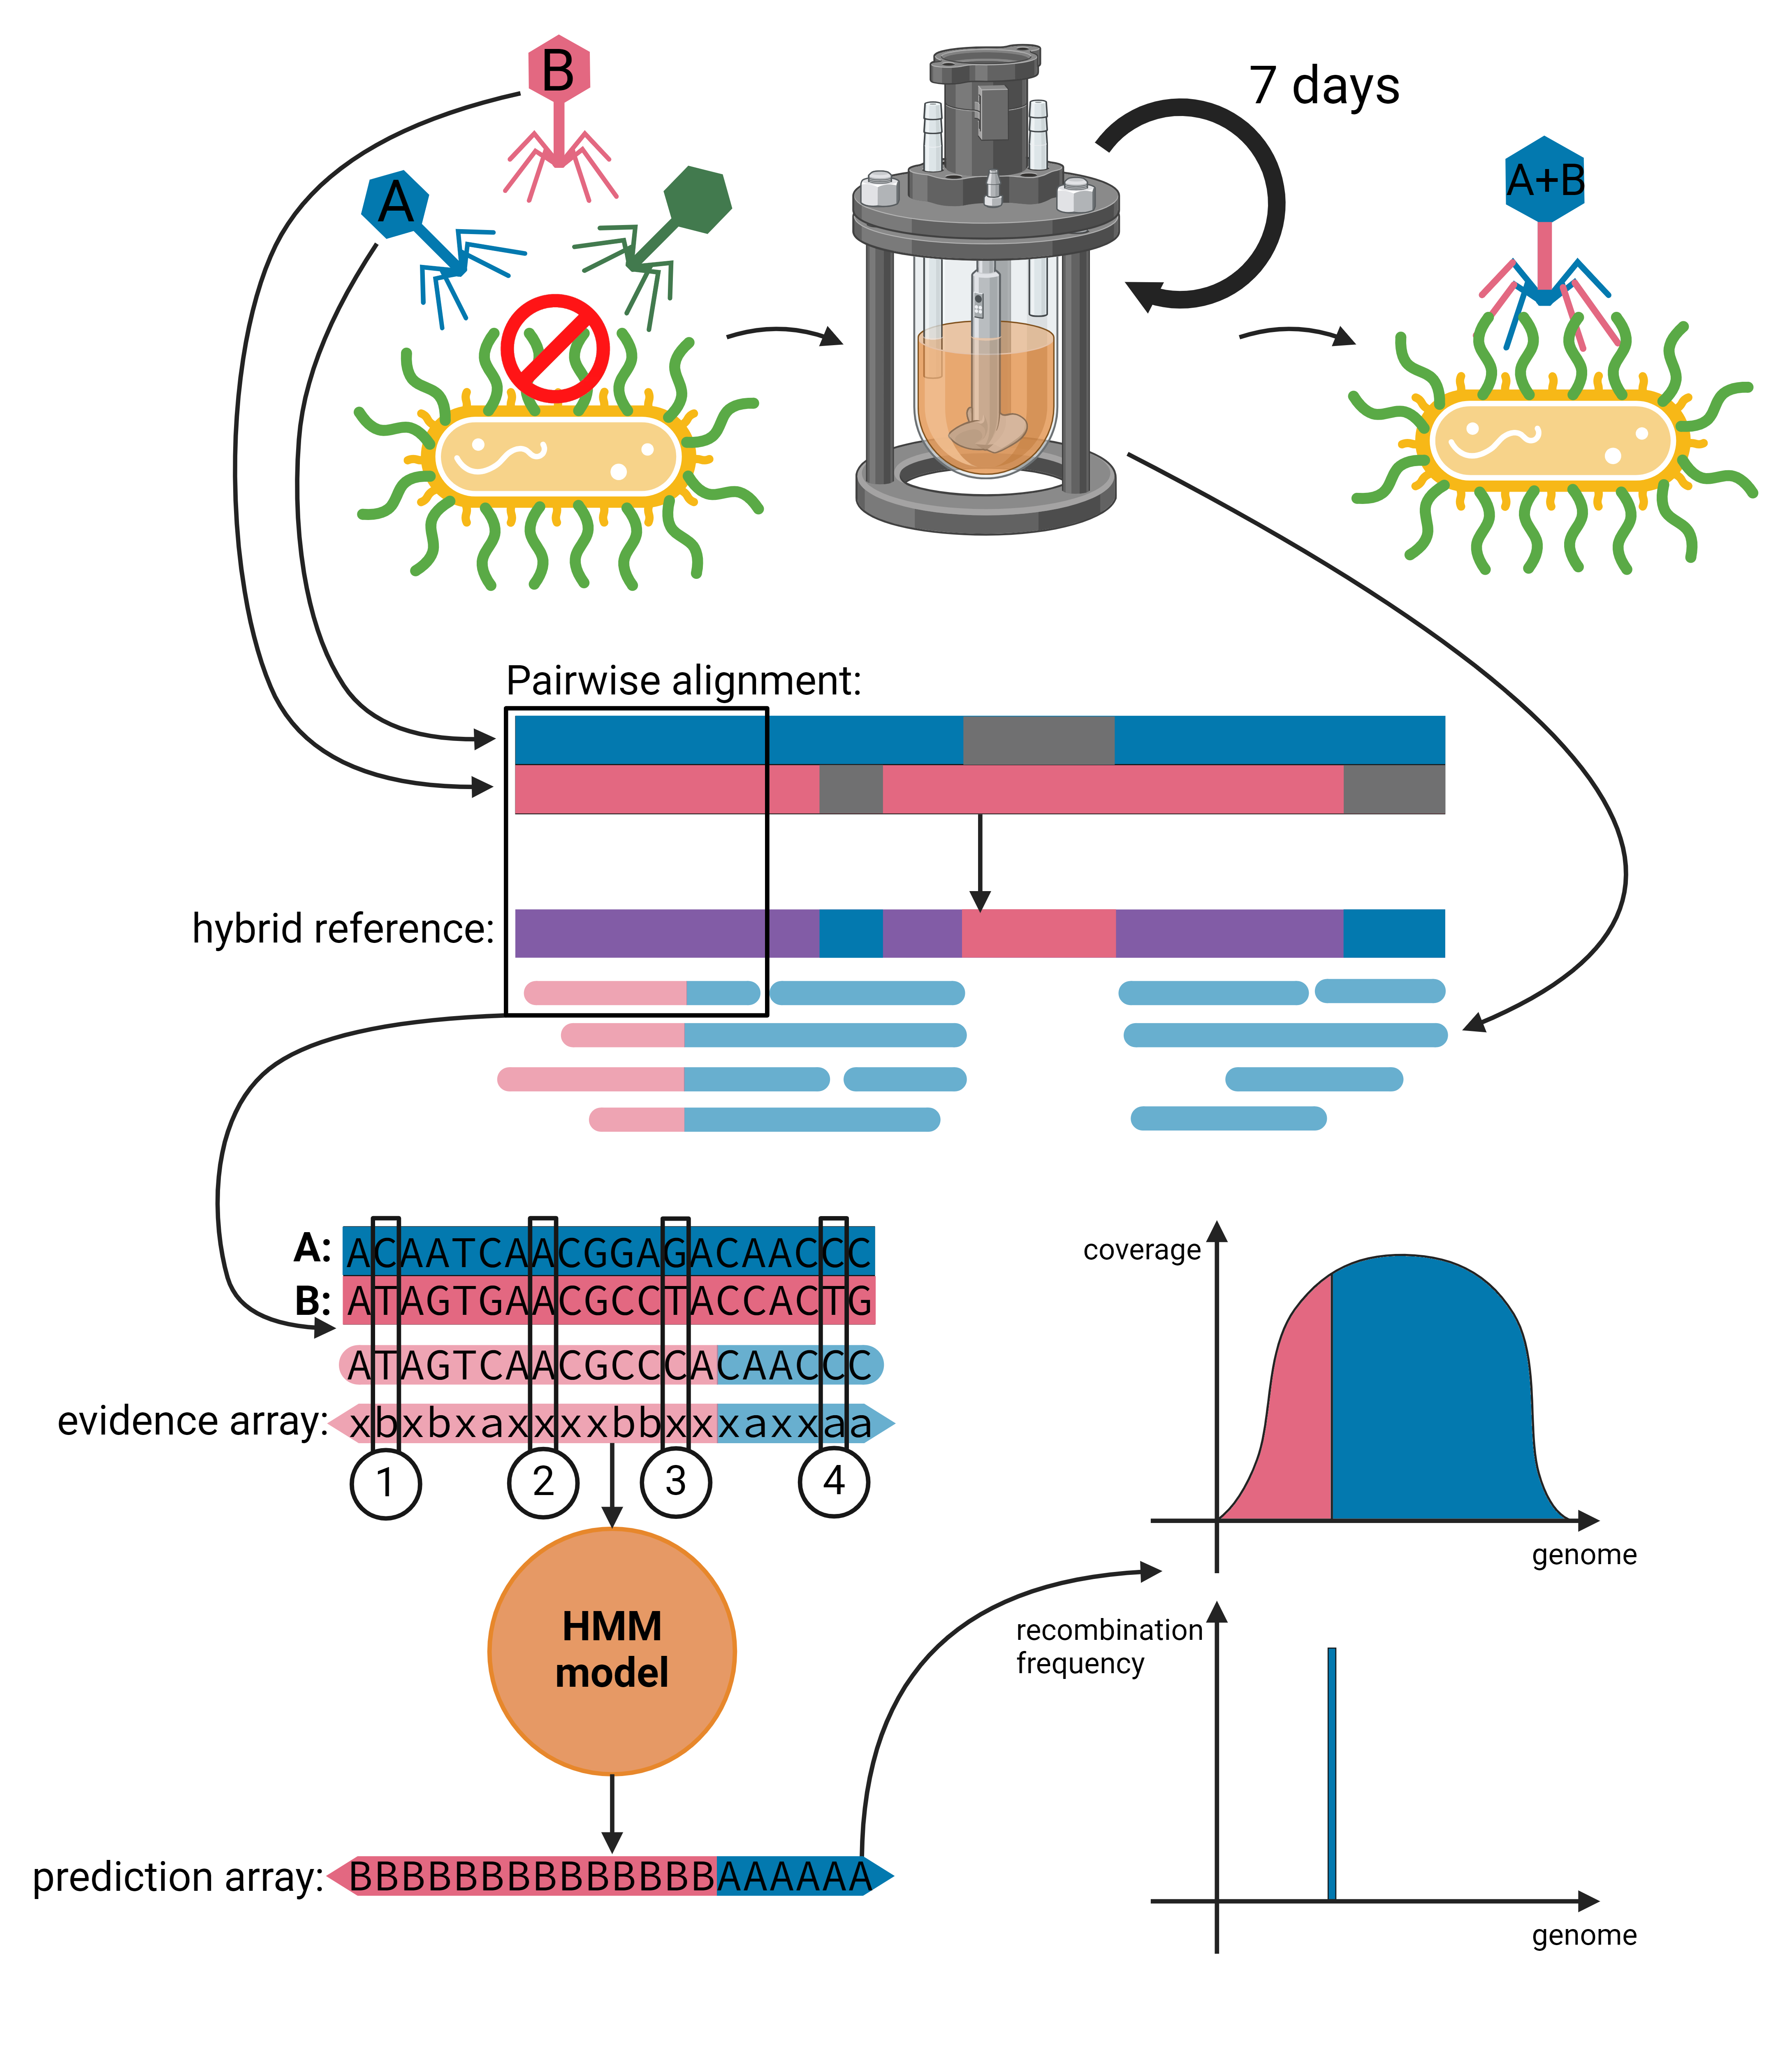 B
7 days
A
A+B
Pairwise alignment:
hybrid reference:
A: ACAATCAACGGAGACAACCC
B: ATAGTGAACGCCTACCACTG
ATAGTCAACGCCCACAACCC
evidence array: xbxbxaxxxxbbxxxaxxaa
1 2 3 4
HMM
model
prediction array: BBBBBBBBBBBBBBAAAAAA
coverage
genome
recombination
frequency
genome